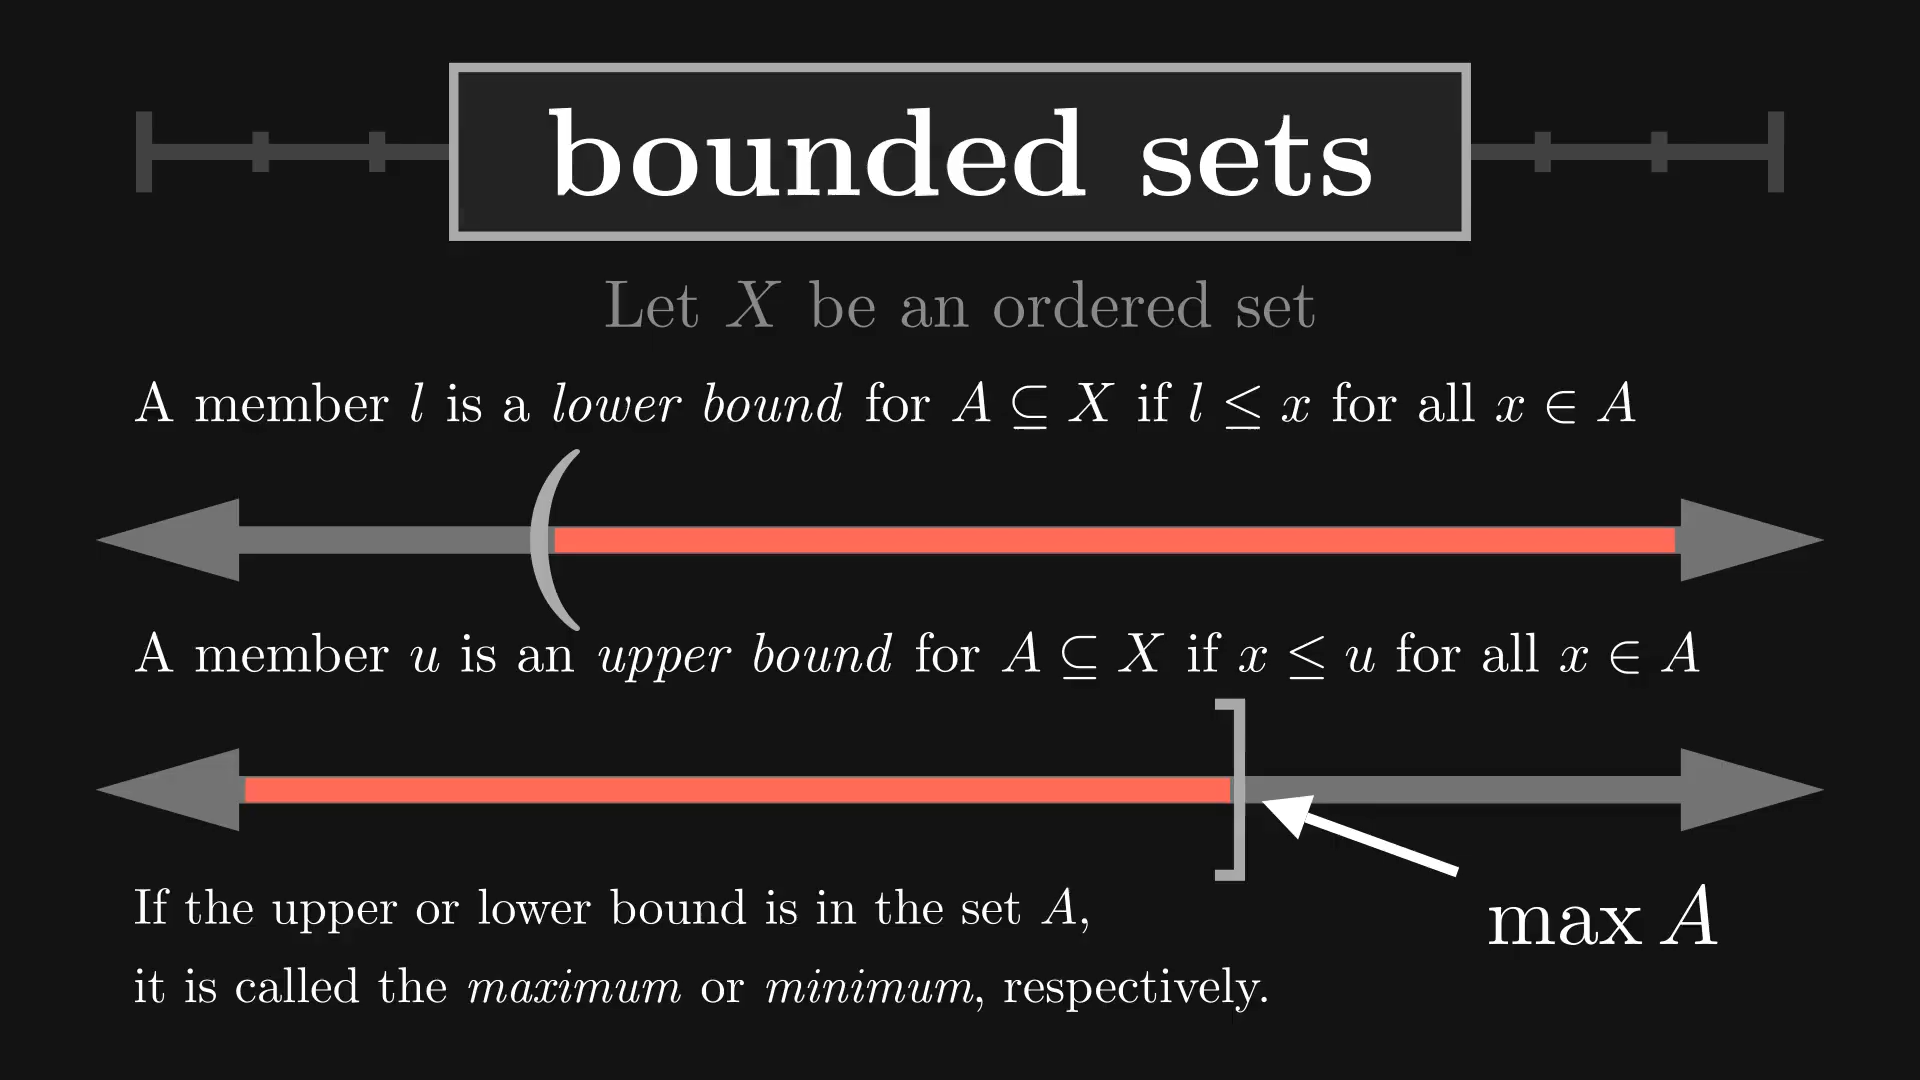 bounded sets
Let X be an ordered set
A member l is a lower bound for A ⊆ X if l ≤ x for all x ∈ A
(
A member u is an upper bound for A ⊆ X if x ≤ u for all x ∈ A
]
If the upper or lower bound is in the set A,
max A
it is called the maximum or minimum, respectively.